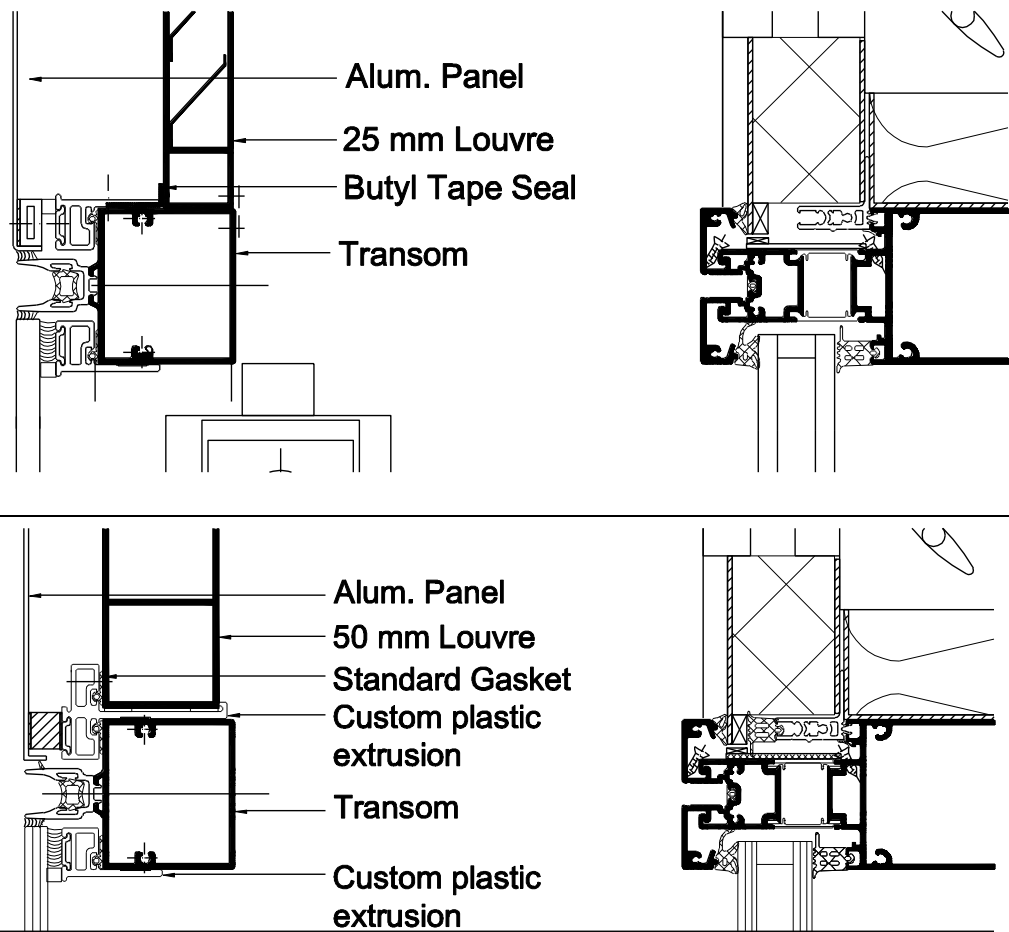 Alum. Panel
25 mm Louvre
Butyl Tape Seal
Transom
Alum. Panel
50 mm Louvre
Standard Gasket
Custom plastic
extrusion
Transom
Custom plastic
extrusion